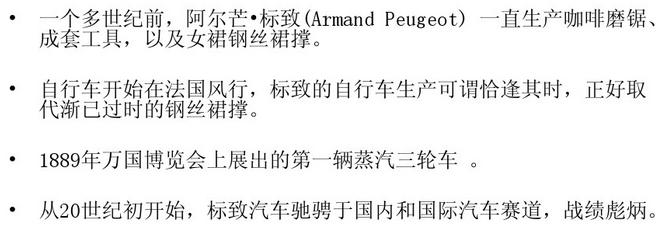 • 一个多世纪前，阿尔芒•标致(Armand Peugeot) 一直生产咖啡磨锯、
成套工具，以及女裙钢丝裙撑。
• 自行车开始在法国风行，标致的自行车生产可谓恰逢其时，正好取
代渐已过时的钢丝裙撑。
• 1889年万国博览会上展出的第一辆蒸汽三轮车 。
• 从20世纪初开始，标致汽车驰骋于国内和国际汽车赛道，战绩彪炳。